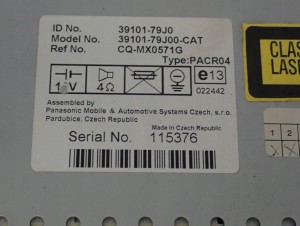 ID No. 39101-79J0
Model No. 39101-79J00-CAT
Ref No. CQ-MX0571G
Type:PACR04
4Ω
e13
022442
Assembled by
Panasonic Mobile & Automotive Systems Czech, s.r.o.
Pardubice, Czech Republic
Made in Czech Republic
Serial No. 115376
CLAS
LASE
1 2
X X